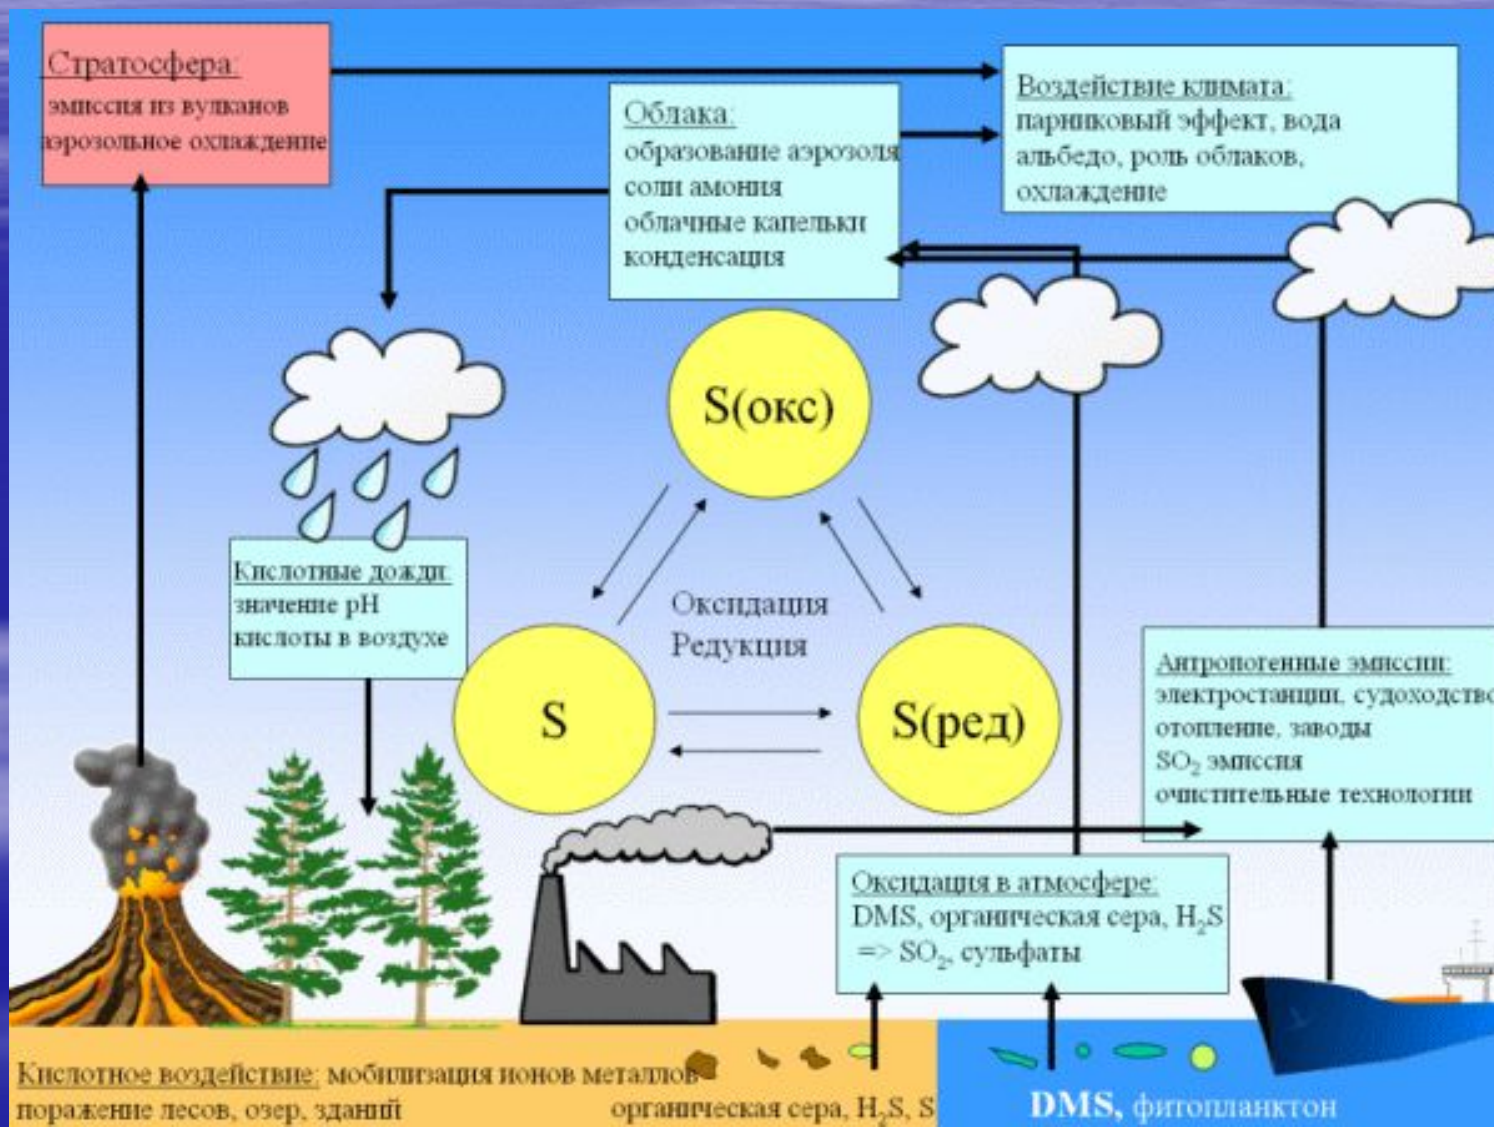 Стратосфера:
эмиссия из вулканов
аэрозольное охлаждение
Облака:
образование аэрозоля
соли амония
облачные капельки
конденсация
Воздействие климата:
парниковый эффект, вода
альбедо, роль облаков,
охлаждение
S(окс)
Кислотные дожди:
значение pH
кислоты в воздухе
Оксидация
Редукция
S
S(ред)
Антропогенные эмиссии:
электростанции, судоходство
отопление, заводы
SO₂ эмиссия
очистительные технологии
Оксидация в атмосфере:
DMS, органическая сера, H₂S
=> SO₂, сульфаты
Кислотное воздействие: мобилизация ионов металлов
поражение лесов, озер, зданий
органическая сера, H₂S, S
DMS, фитопланктон